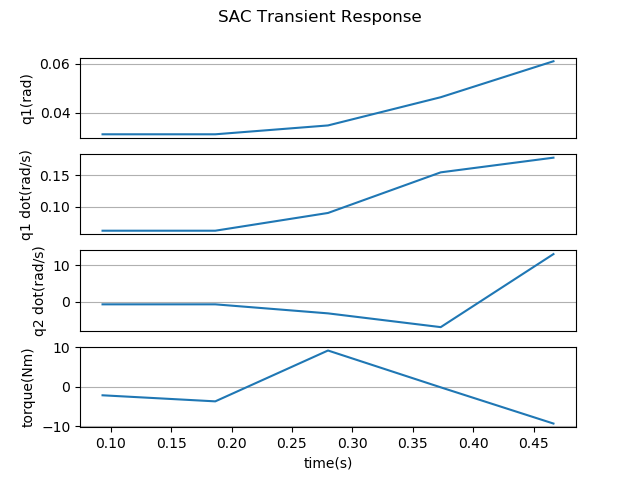 SAC Transient Response
q1(rad)
0.06
0.04
q1 dot(rad/s)
0.15
0.10
q2 dot(rad/s)
10
0
torque(Nm)
10
0
−10
0.10 0.15 0.20 0.25 0.30 0.35 0.40 0.45
time(s)